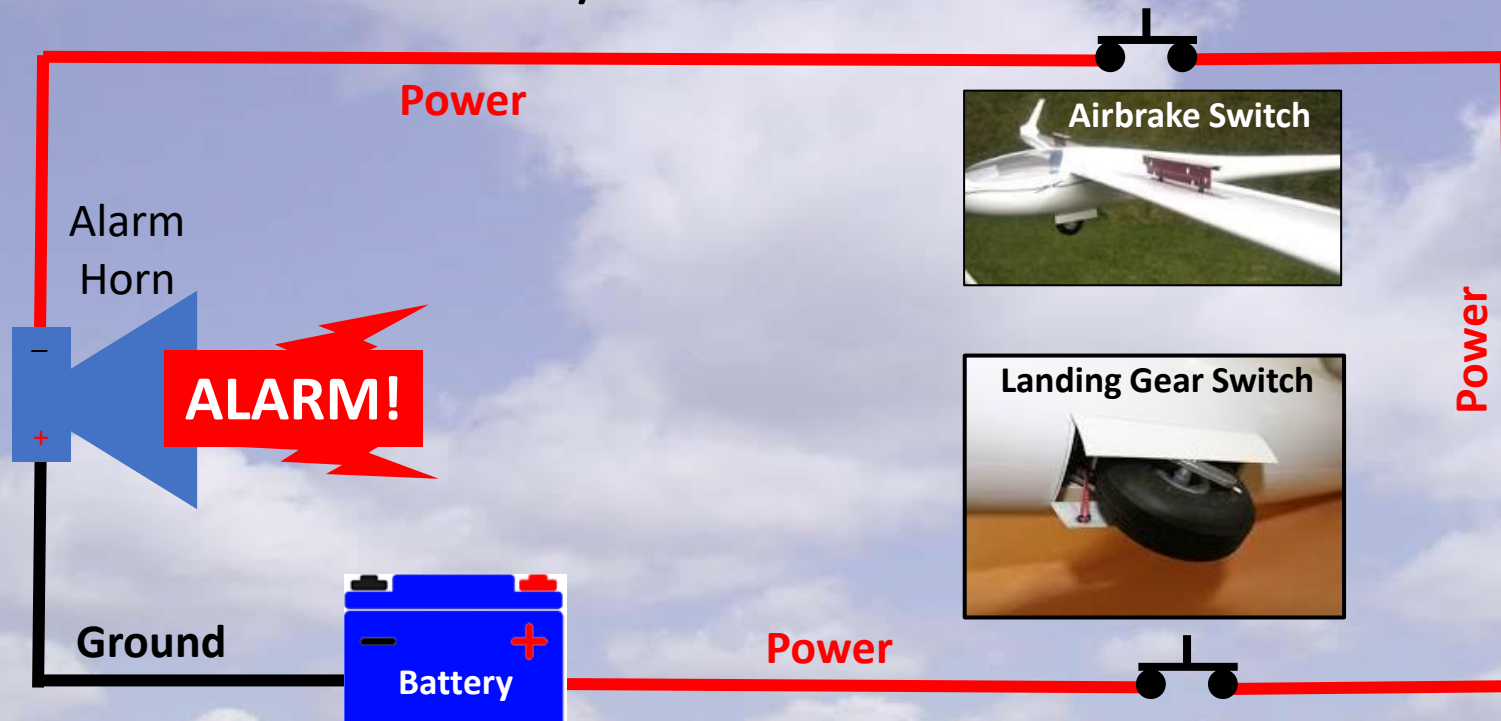 Power
Airbrake Switch
Alarm
Horn
Power
–
ALARM!
Landing Gear Switch
+
Ground
– +
Battery
Power